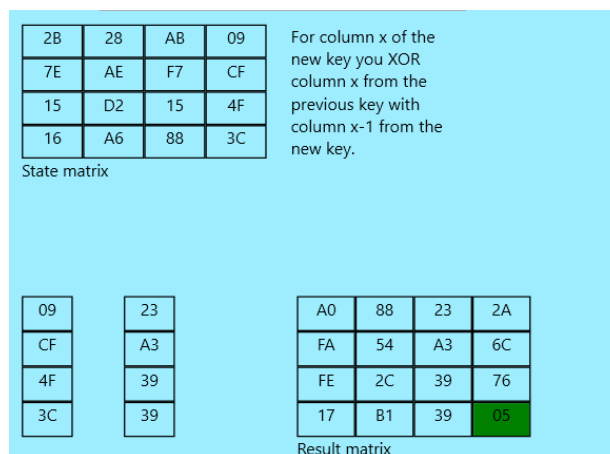 2B 28 AB 09
7E AE F7 CF
15 D2 15 4F
16 A6 88 3C
State matrix
For column x of the
new key you XOR
column x from the
previous key with
column x-1 from the
new key.
09
CF
4F
3C
23
A3
39
39
A0 88 23 2A
FA 54 A3 6C
FE 2C 39 76
17 B1 39 05
Result matrix